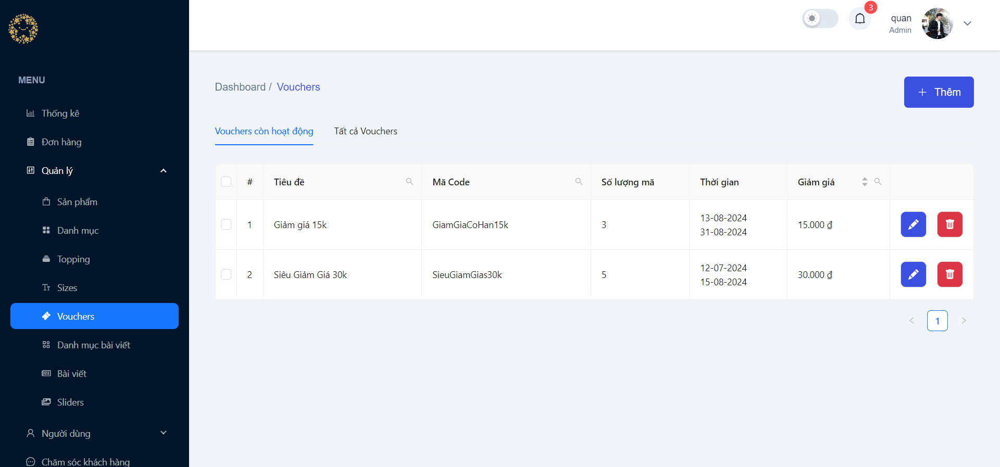 3
quan
Admin
MENU
Thống kê
Đơn hàng
Quản lý
Sản phẩm
Danh mục
Topping
Sizes
Vouchers
Danh mục bài viết
Bài viết
Sliders
Người dùng
Chăm sóc khách hàng
Dashboard / Vouchers
+ Thêm
Vouchers còn hoạt động Tất cả Vouchers
# Tiêu đề Mã Code Số lượng mã Thời gian Giảm giá
1 Giảm giá 15k GiamGiaCoHan15k 3 13-08-2024 15.000 ₫
31-08-2024
2 Siêu Giảm Giá 30k SieuGiamGias30k 5 12-07-2024 30.000 ₫
15-08-2024
< 1 >